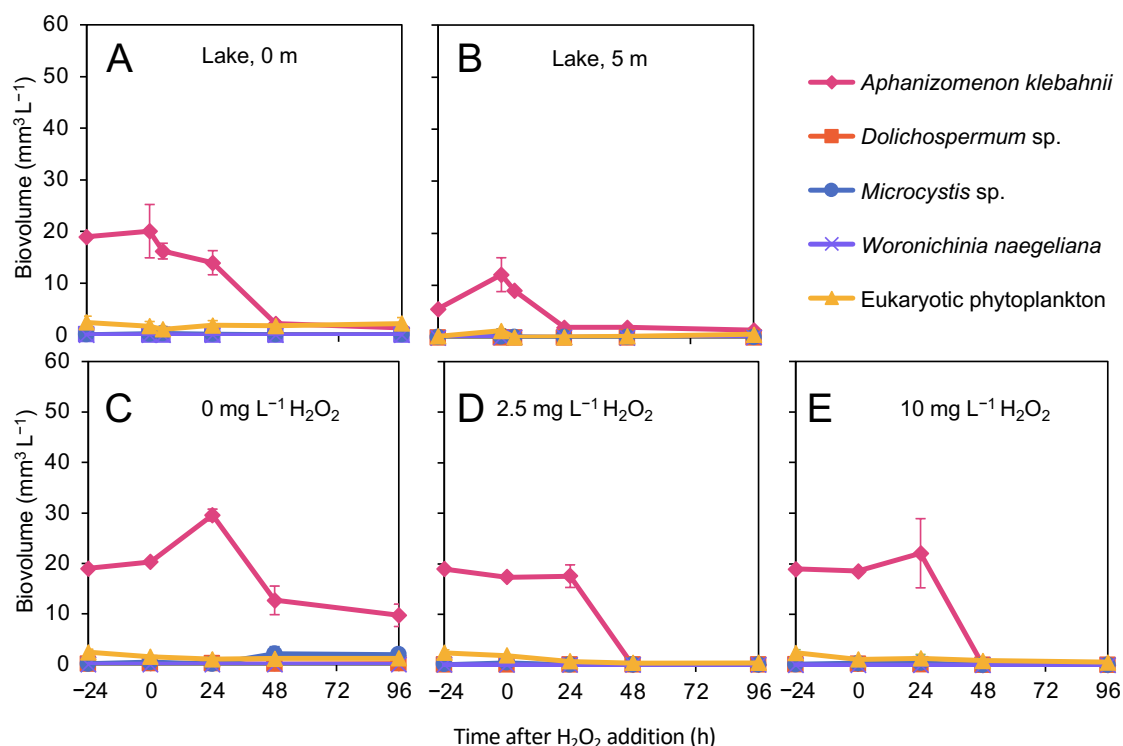 A
Lake, 0 m
B
Lake, 5 m
60
50
40
30
20
10
0
Biovolume (mm³ L⁻¹)
Aphanizomenon klebahnii
Dolichospermum sp.
Microcystis sp.
Woronichinia naegeliana
Eukaryotic phytoplankton
C
0 mg L⁻¹ H₂O₂
D
2.5 mg L⁻¹ H₂O₂
E
10 mg L⁻¹ H₂O₂
60
50
40
30
20
10
0
Biovolume (mm³ L⁻¹)
−24 0 24 48 72 96
−24 0 24 48 72 96
−24 0 24 48 72 96
Time after H₂O₂ addition (h)